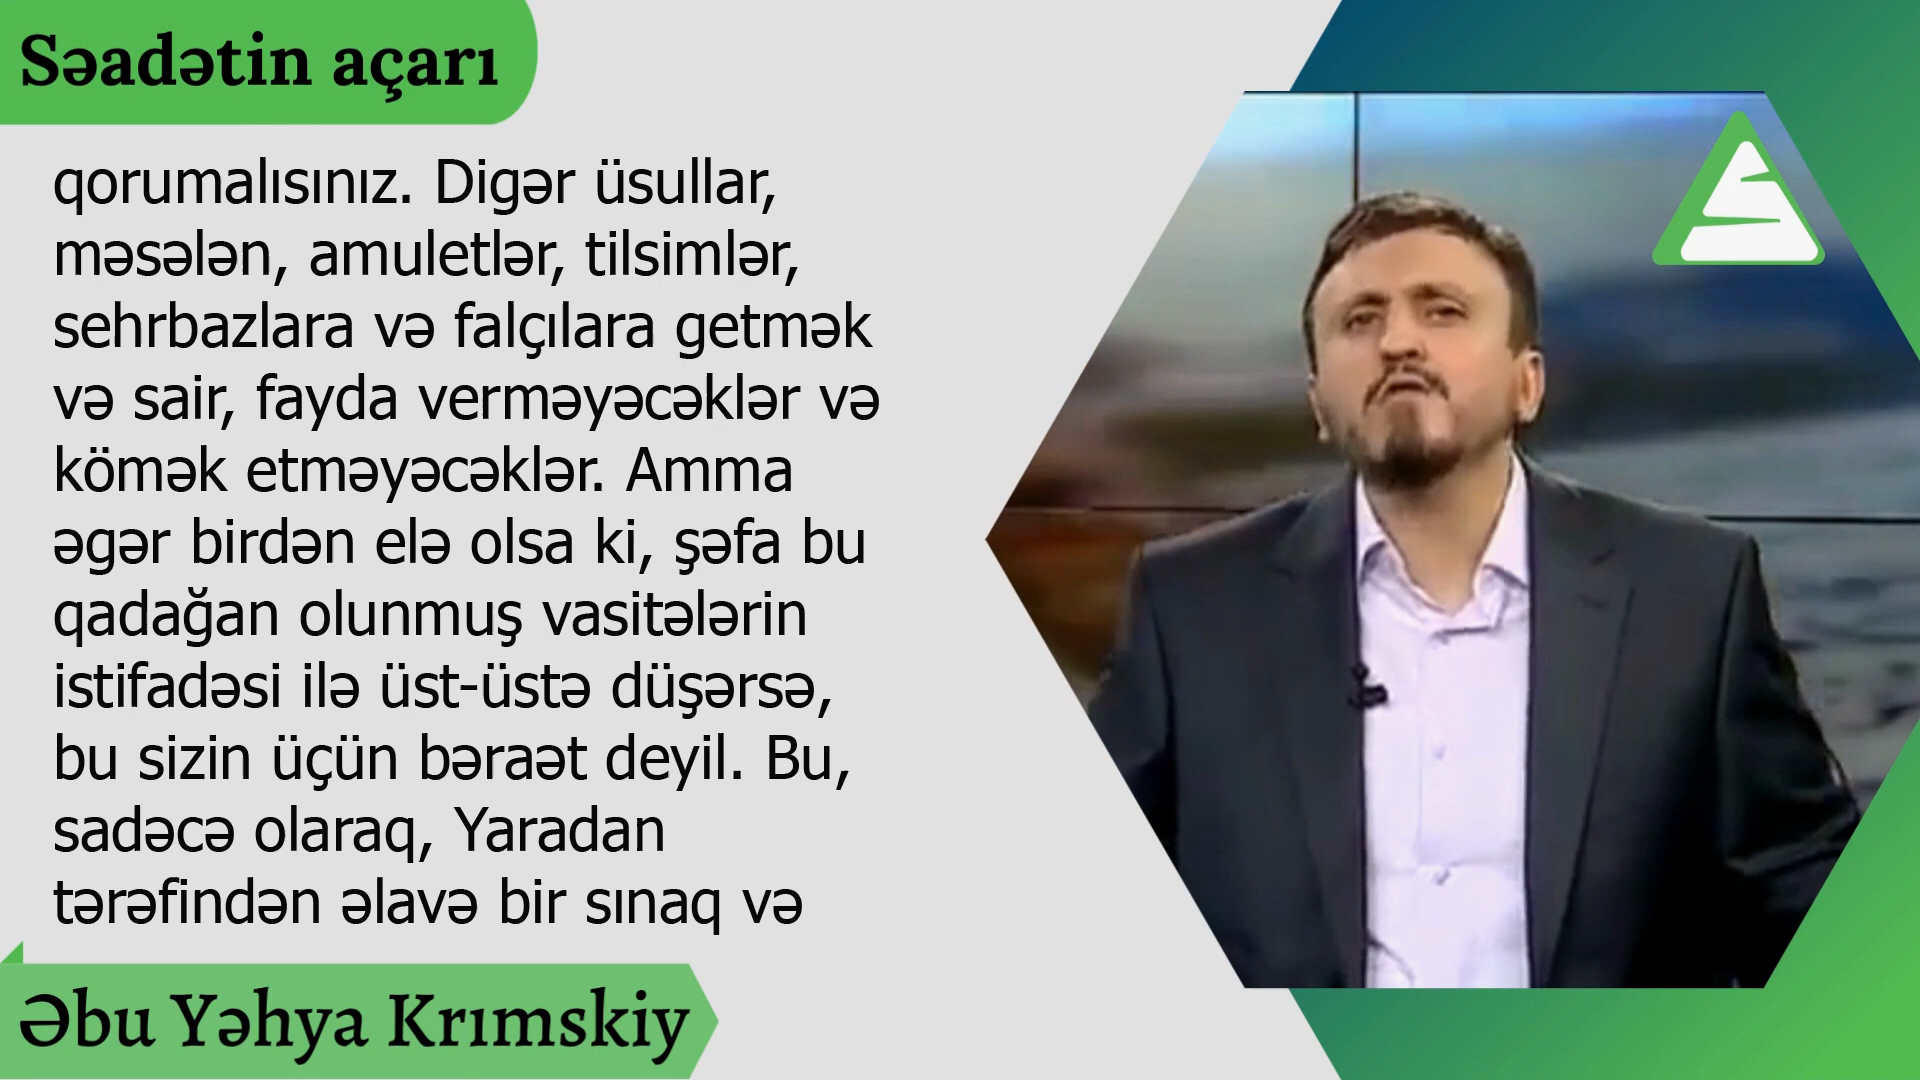 Səadətin açarı
qorumalısınız. Digər üsullar,
məsələn, amuletlər, tilsimlər,
sehrbazlara və falçılara getmək
və sair, fayda verməyəcəklər və
kömək etməyəcəklər. Amma
əgər birdən elə olsa ki, şəfa bu
qadağan olunmuş vasitələrin
istifadəsi ilə üst-üstə düşərsə,
bu sizin üçün bəraət deyil. Bu,
sadəcə olaraq, Yaradan
tərəfindən əlavə bir sınaq və
Əbu Yəhya Krımskiy